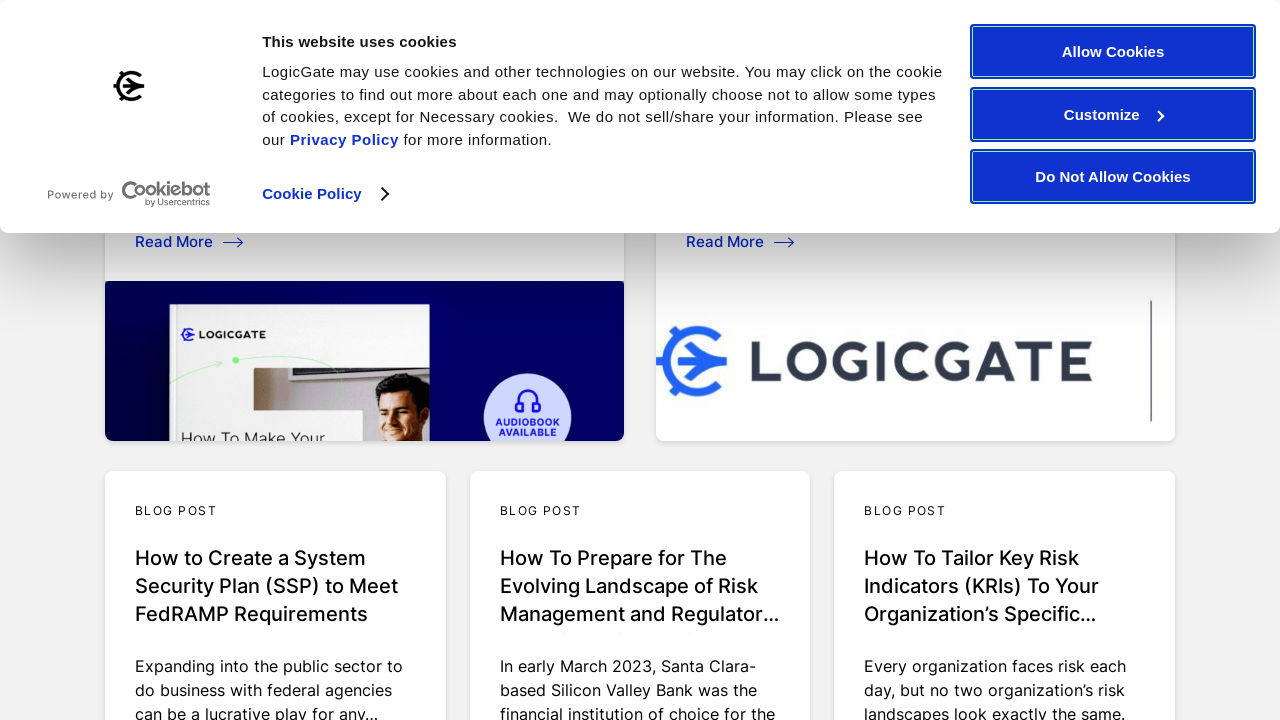 This website uses cookies
LogicGate may use cookies and other technologies on our website. You may click on the cookie
categories to find out more about each one and may optionally choose not to allow some types
of cookies, except for Necessary cookies.  We do not sell/share your information. Please see
our Privacy Policy for more information.
Cookie Policy
Powered by Cookiebot
by Usercentrics
Allow Cookies
Customize
Do Not Allow Cookies
Read More
Read More
LOGICGATE
How To Make Your
AUDIOBOOK
AVAILABLE
LOGICGATE
BLOG POST
How to Create a System
Security Plan (SSP) to Meet
FedRAMP Requirements
Expanding into the public sector to
do business with federal agencies
can be a lucrative play for any...
BLOG POST
How To Prepare for The
Evolving Landscape of Risk
Management and Regulator...
In early March 2023, Santa Clara-
based Silicon Valley Bank was the
financial institution of choice for the
BLOG POST
How To Tailor Key Risk
Indicators (KRIs) To Your
Organization’s Specific...
Every organization faces risk each
day, but no two organization’s risk
landscapes look exactly the same.